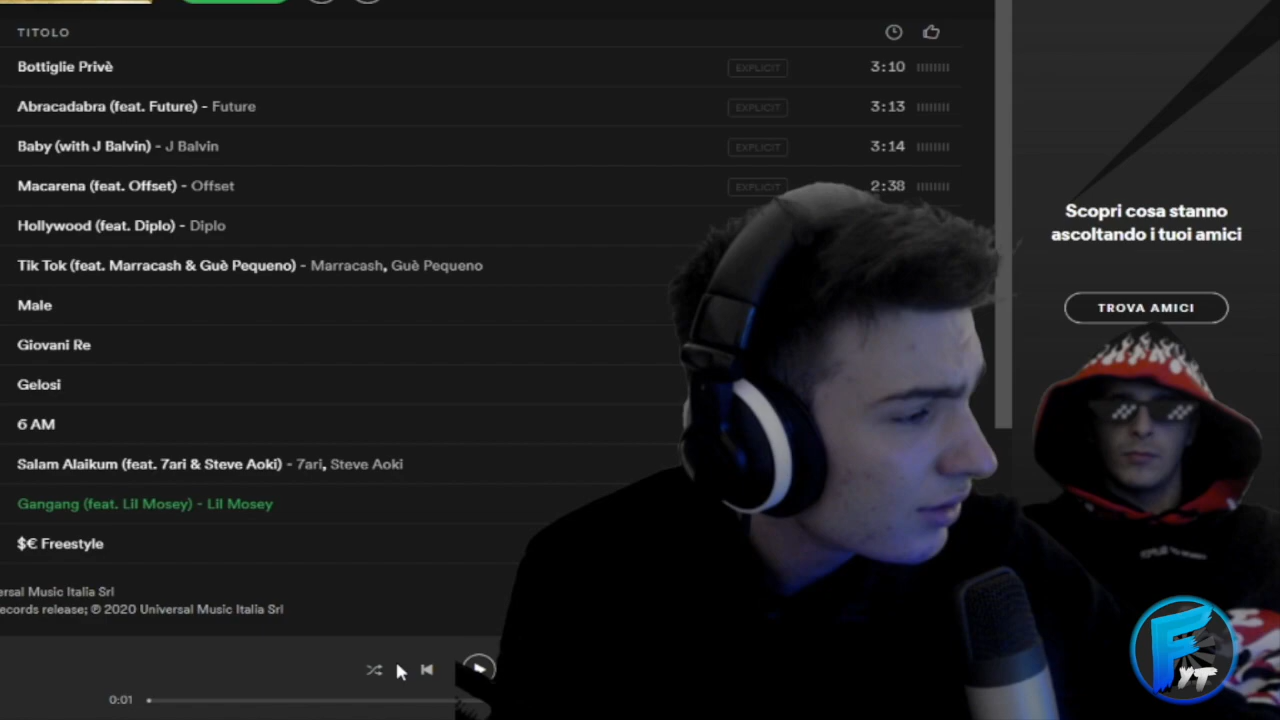 TITOLO
Bottiglie Privè EXPLICIT 3:10
Abracadabra (feat. Future) - Future EXPLICIT 3:13
Baby (with J Balvin) - J Balvin EXPLICIT 3:14
Macarena (feat. Offset) - Offset EXPLICIT 2:38
Hollywood (feat. Diplo) - Diplo
Tik Tok (feat. Marracash & Guè Pequeno) - Marracash, Guè Pequeno
Male
Giovani Re
Gelosi
6 AM
Salam Alaikum (feat. 7ari & Steve Aoki) - 7ari, Steve Aoki
Gangang (feat. Lil Mosey) - Lil Mosey
$€ Freestyle
ersal Music Italia Srl
ecords release; ℗ 2020 Universal Music Italia Srl
0:01
Scopri cosa stanno
ascoltando i tuoi amici
TROVA AMICI
F
YT